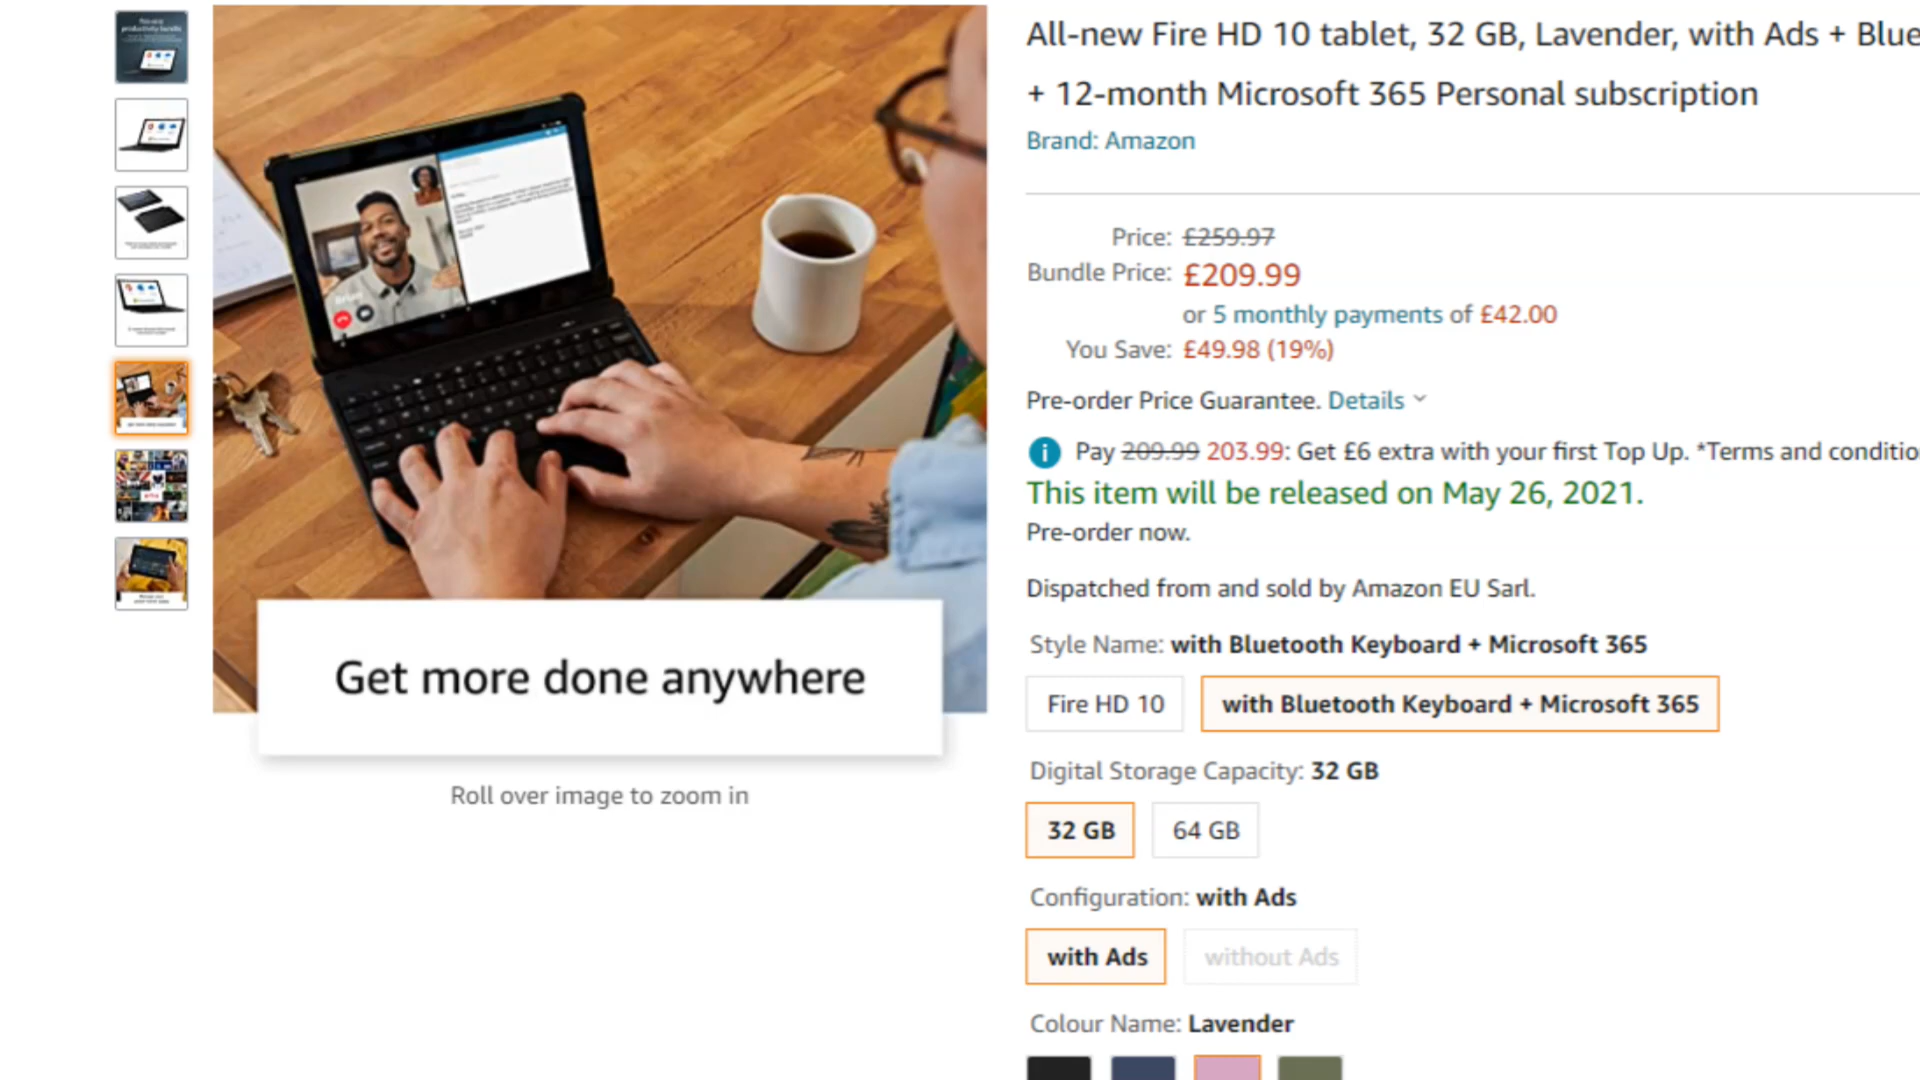 All-new Fire HD 10 tablet, 32 GB, Lavender, with Ads + Blue
+ 12-month Microsoft 365 Personal subscription
Brand: Amazon
Price: £259.97
Bundle Price: £209.99
or 5 monthly payments of £42.00
You Save: £49.98 (19%)
Pre-order Price Guarantee. Details
i Pay 209.99 203.99: Get £6 extra with your first Top Up. *Terms and conditio
This item will be released on May 26, 2021.
Pre-order now.
Dispatched from and sold by Amazon EU Sarl.
Style Name: with Bluetooth Keyboard + Microsoft 365
Fire HD 10 with Bluetooth Keyboard + Microsoft 365
Digital Storage Capacity: 32 GB
32 GB 64 GB
Configuration: with Ads
with Ads without Ads
Colour Name: Lavender
Get more done anywhere
Roll over image to zoom in